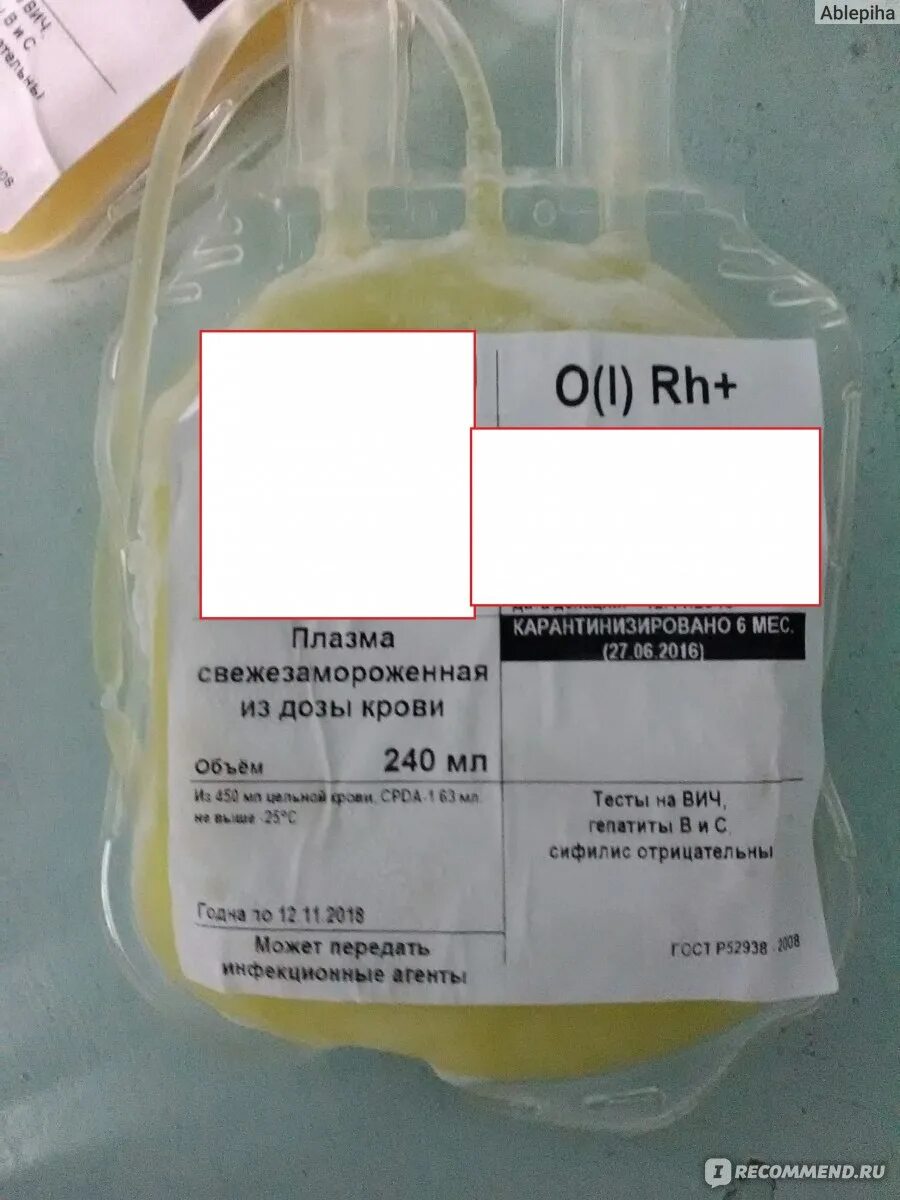 Ablepiha
ВИЧ,
В и С
O(I) Rh+
КАРАНТИНИЗИРОВАНО 6 МЕС.
(27.06.2016)
Плазма
свежезамороженная
из дозы крови
Объём 240 мл
Из 450 мл цельной крови, CPDA-1 63 мл.
не выше -25°С
Годна по 12.11.2018
Может передать
инфекционные агенты
Тесты на ВИЧ,
гепатиты В и С,
сифилис отрицательны
ГОСТ Р52938-2008
IRECOMMEND.RU